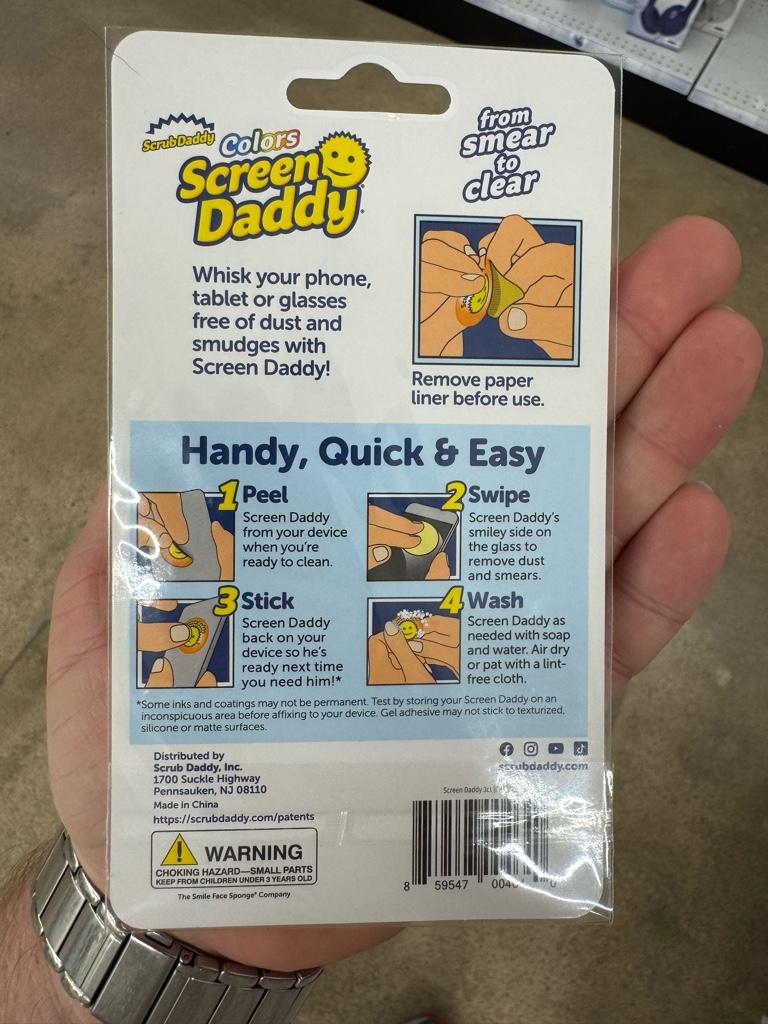 ScrubDaddy
Colors
Screen
Daddy
from
smear
to
clear
Whisk your phone,
tablet or glasses
free of dust and
smudges with
Screen Daddy!
Remove paper
liner before use.
Handy, Quick & Easy
1 Peel
Screen Daddy
from your device
when you're
ready to clean.
2 Swipe
Screen Daddy's
smiley side on
the glass to
remove dust
and smears.
3 Stick
Screen Daddy
back on your
device so he's
ready next time
you need him!*
4 Wash
Screen Daddy as
needed with soap
and water. Air dry
or pat with a lint-
free cloth.
*Some inks and coatings may not be permanent. Test by storing your Screen Daddy on an
inconspicuous area before affixing to your device. Gel adhesive may not stick to texturized,
silicone or matte surfaces.
Distributed by
Scrub Daddy, Inc.
1700 Suckle Highway
Pennsauken, NJ 08110
Made in China
https://scrubdaddy.com/patents
WARNING
CHOKING HAZARD—SMALL PARTS
KEEP FROM CHILDREN UNDER 3 YEARS OLD
The Smile Face Sponge® Company
scrubdaddy.com
Screen Daddy 3ct
8 59547 0